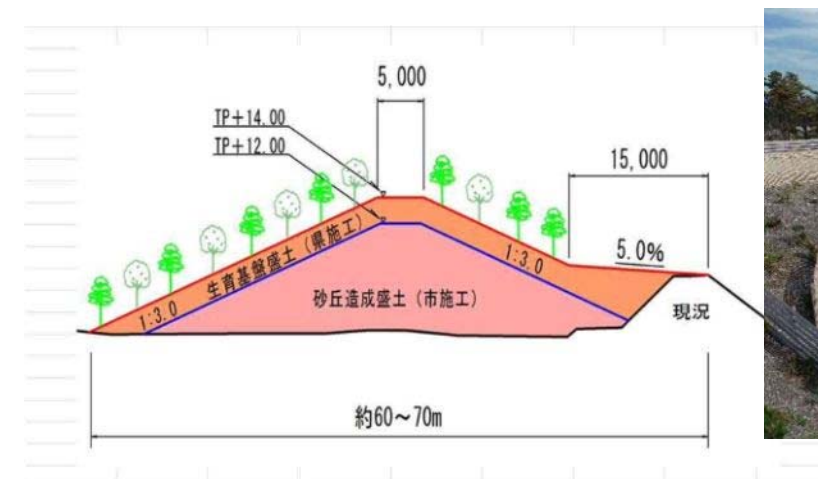 5,000
TP+14.00
TP+12.00
15,000
5.0%
生育基盤盛土（県施工）
1:3.0
1:3.0
砂丘造成盛土（市施工）
現況
約60～70m